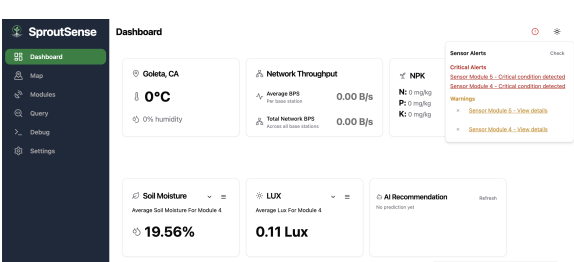 SproutSense
Dashboard
Dashboard
Map
Modules
Query
Debug
Settings
Goleta, CA
0°C
0% humidity
Network Throughput
Average BPS
Per base station
0.00 B/s
Total Network BPS
Across all base stations
0.00 B/s
NPK
N: 0 mg/kg
P: 0 mg/kg
K: 0 mg/kg
Sensor Alerts
Check
Critical Alerts
Sensor Module 5 - Critical condition detected
Sensor Module 4 - Critical condition detected
Warnings
Sensor Module 5 - View details
Sensor Module 4 - View details
Soil Moisture
Average Soil Moisture For Module 4
19.56%
LUX
Average Lux For Module 4
0.11 Lux
AI Recommendation
Refresh
No prediction yet